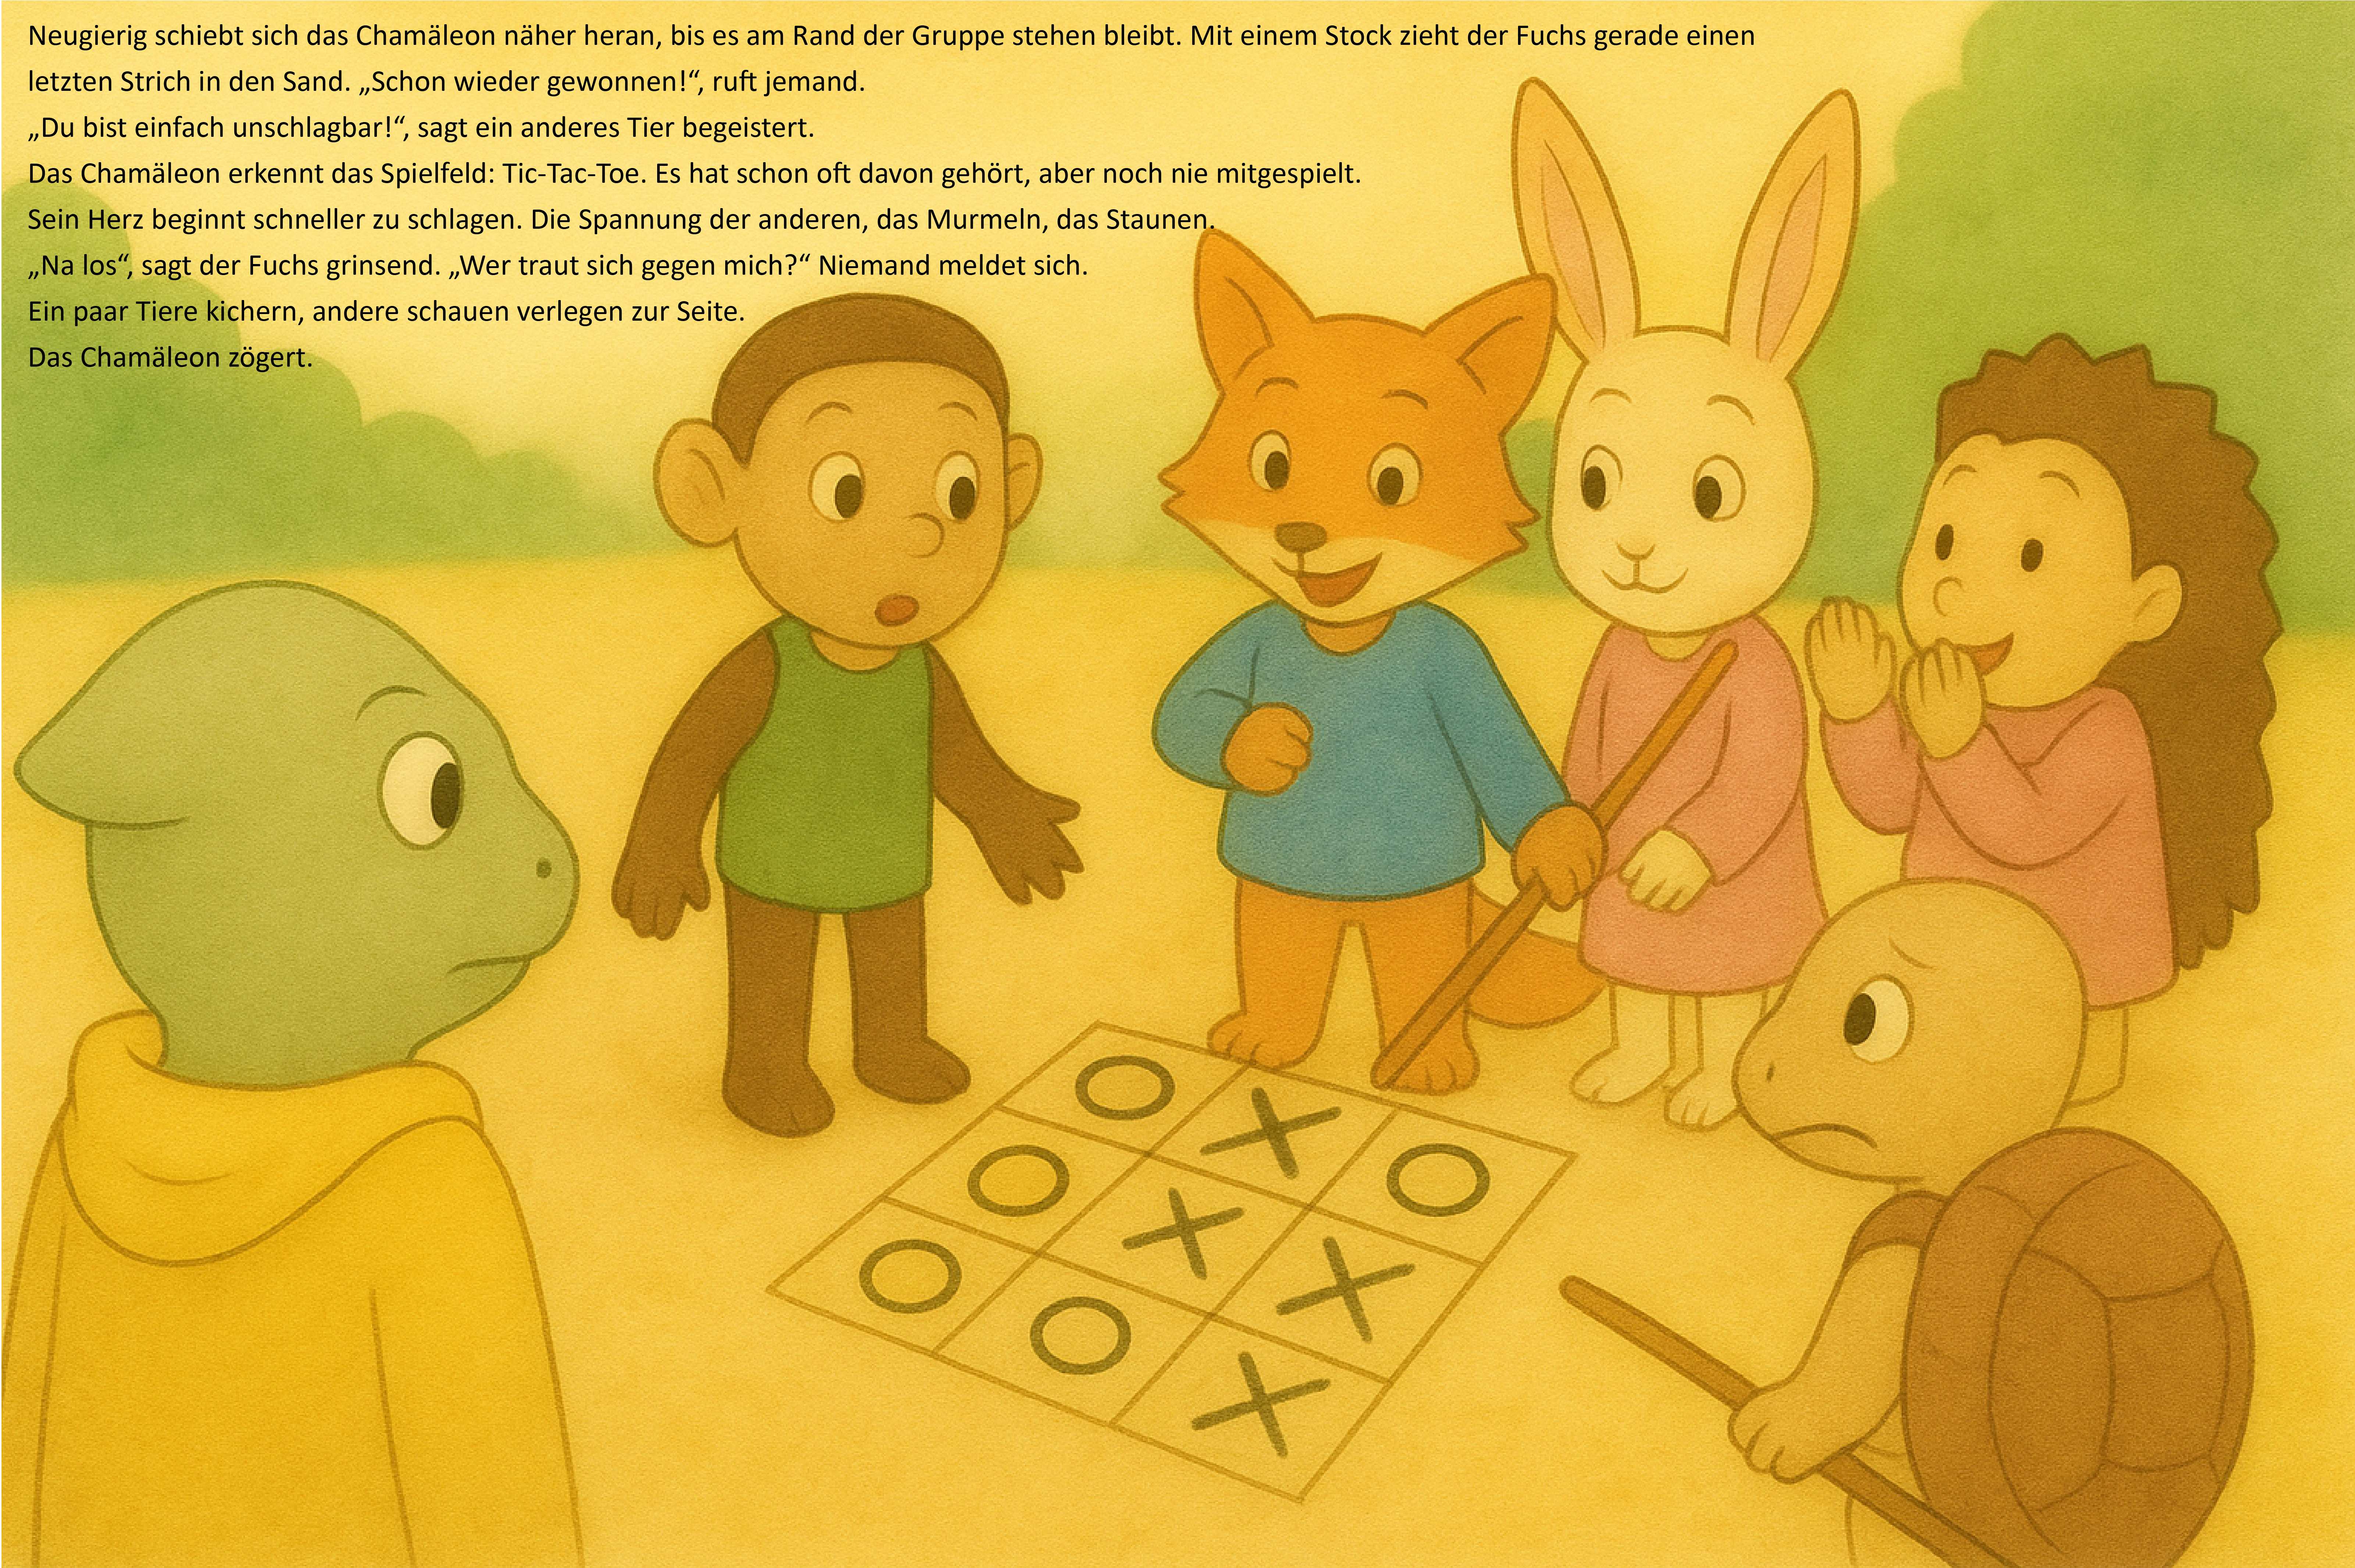 Neugierig schiebt sich das Chamäleon näher heran, bis es am Rand der Gruppe stehen bleibt. Mit einem Stock zieht der Fuchs gerade einen
letzten Strich in den Sand. „Schon wieder gewonnen!“, ruft jemand.
„Du bist einfach unschlagbar!“, sagt ein anderes Tier begeistert.
Das Chamäleon erkennt das Spielfeld: Tic-Tac-Toe. Es hat schon oft davon gehört, aber noch nie mitgespielt.
Sein Herz beginnt schneller zu schlagen. Die Spannung der anderen, das Murmeln, das Staunen.
„Na los“, sagt der Fuchs grinsend. „Wer traut sich gegen mich?“ Niemand meldet sich.
Ein paar Tiere kichern, andere schauen verlegen zur Seite.
Das Chamäleon zögert.
O X O
O X X
O O X